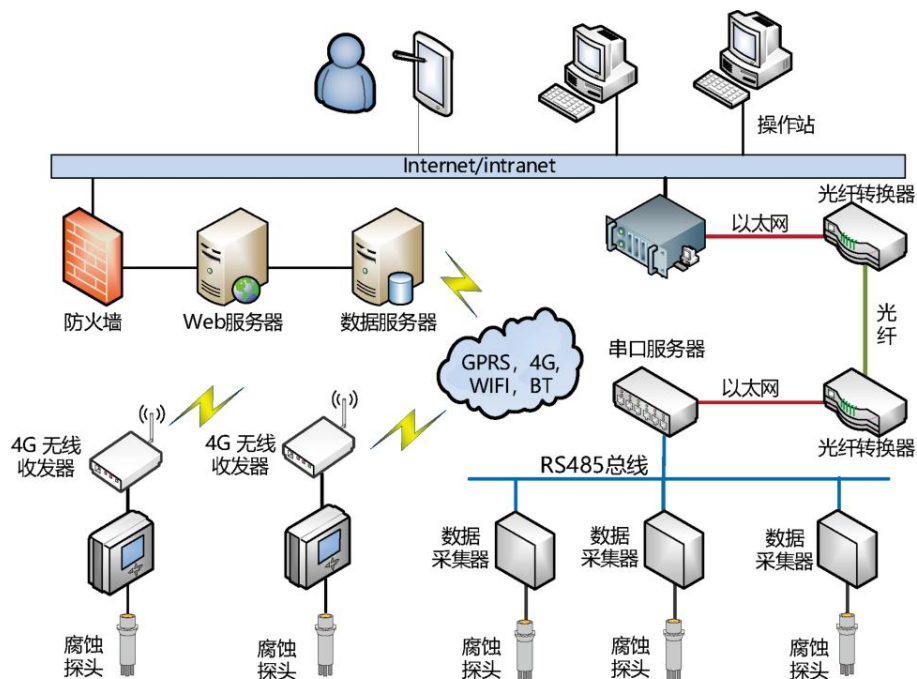 操作站
Internet/intranet
光纤转换器
以太网
防火墙
Web服务器
数据服务器
光
纤
串口服务器
GPRS，4G,
WIFI，BT
以太网
光纤转换器
4G 无线
收发器
4G 无线
收发器
RS485总线
数据
采集器
数据
采集器
数据
采集器
腐蚀
探头
腐蚀
探头
腐蚀
探头
腐蚀
探头
腐蚀
探头